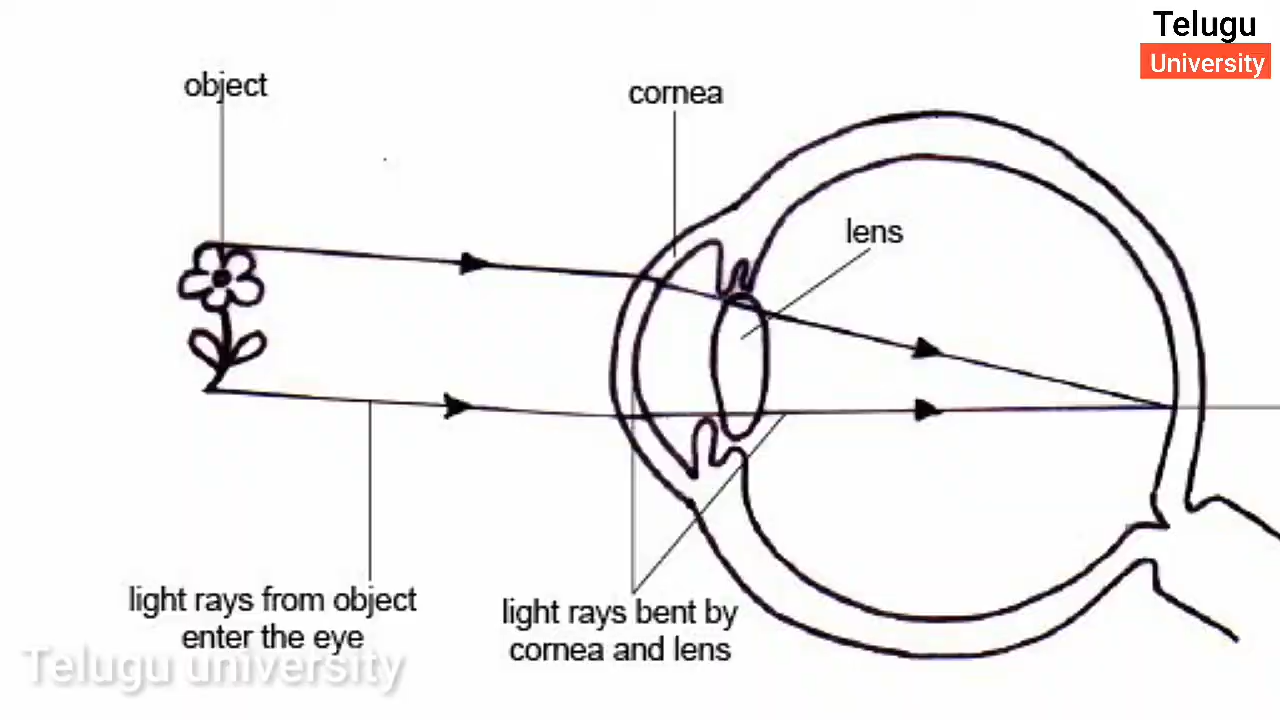 Telugu
University
object
cornea
lens
light rays from object
enter the eye
light rays bent by
cornea and lens
Telugu university